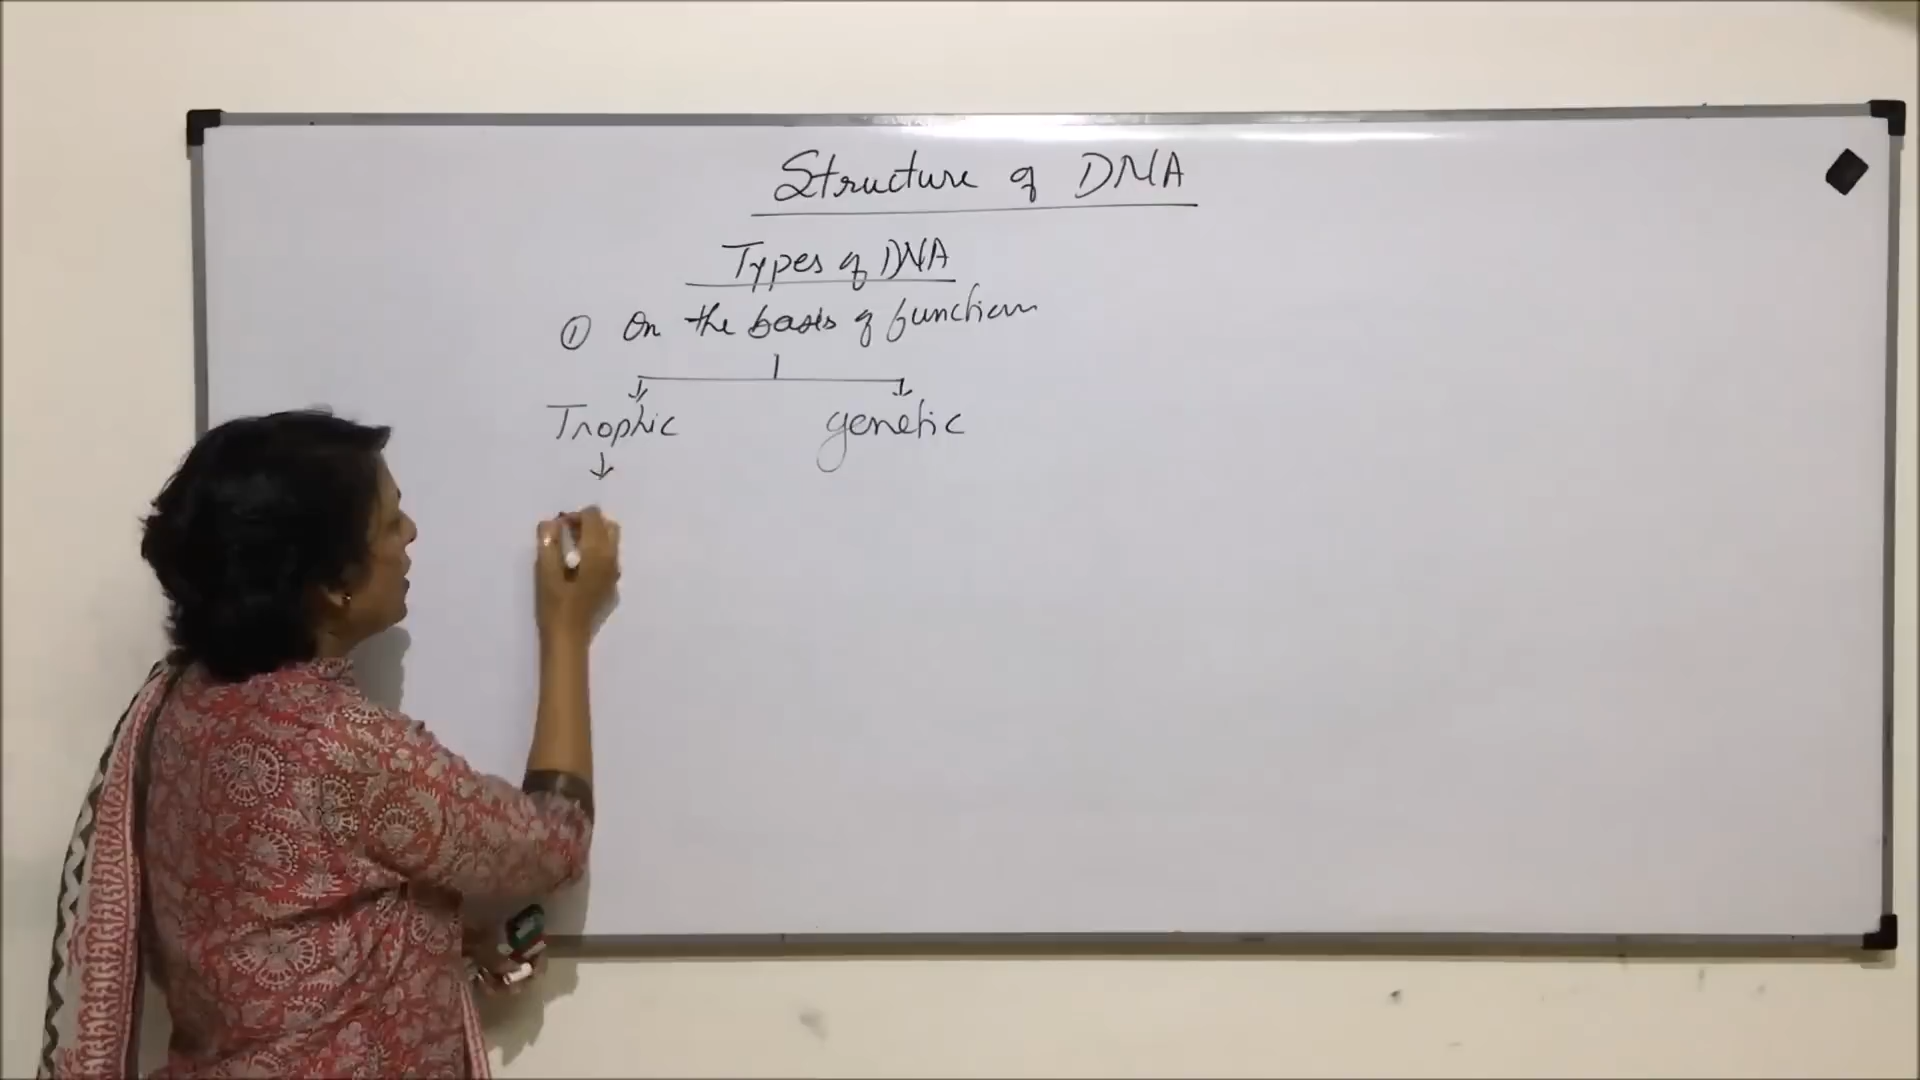 Structure of DNA
Types of DNA
① On the basis of function
Trophic genetic